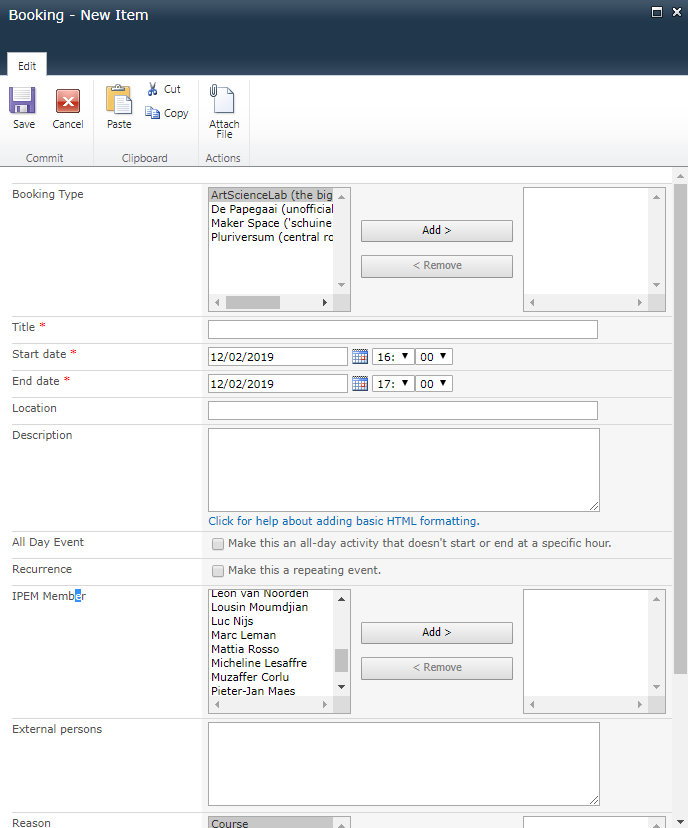 Booking - New Item
Edit
Save
Cancel
Paste
Cut
Copy
Attach
File
Commit
Clipboard
Actions
Booking Type
ArtScienceLab (the big
De Papegaai (unofficial
Maker Space ('schuine
Pluriversum (central ro
Add >
< Remove
Title *
Start date *
12/02/2019
16:
00
End date *
12/02/2019
17:
00
Location
Description
Click for help about adding basic HTML formatting.
All Day Event
Make this an all-day activity that doesn't start or end at a specific hour.
Recurrence
Make this a repeating event.
IPEM Member
Leon van Noorden
Lousin Moumdjian
Luc Nijs
Marc Leman
Mattia Rosso
Micheline Lesaffre
Muzaffer Corlu
Pieter-Jan Maes
Add >
< Remove
External persons
Reason
Course